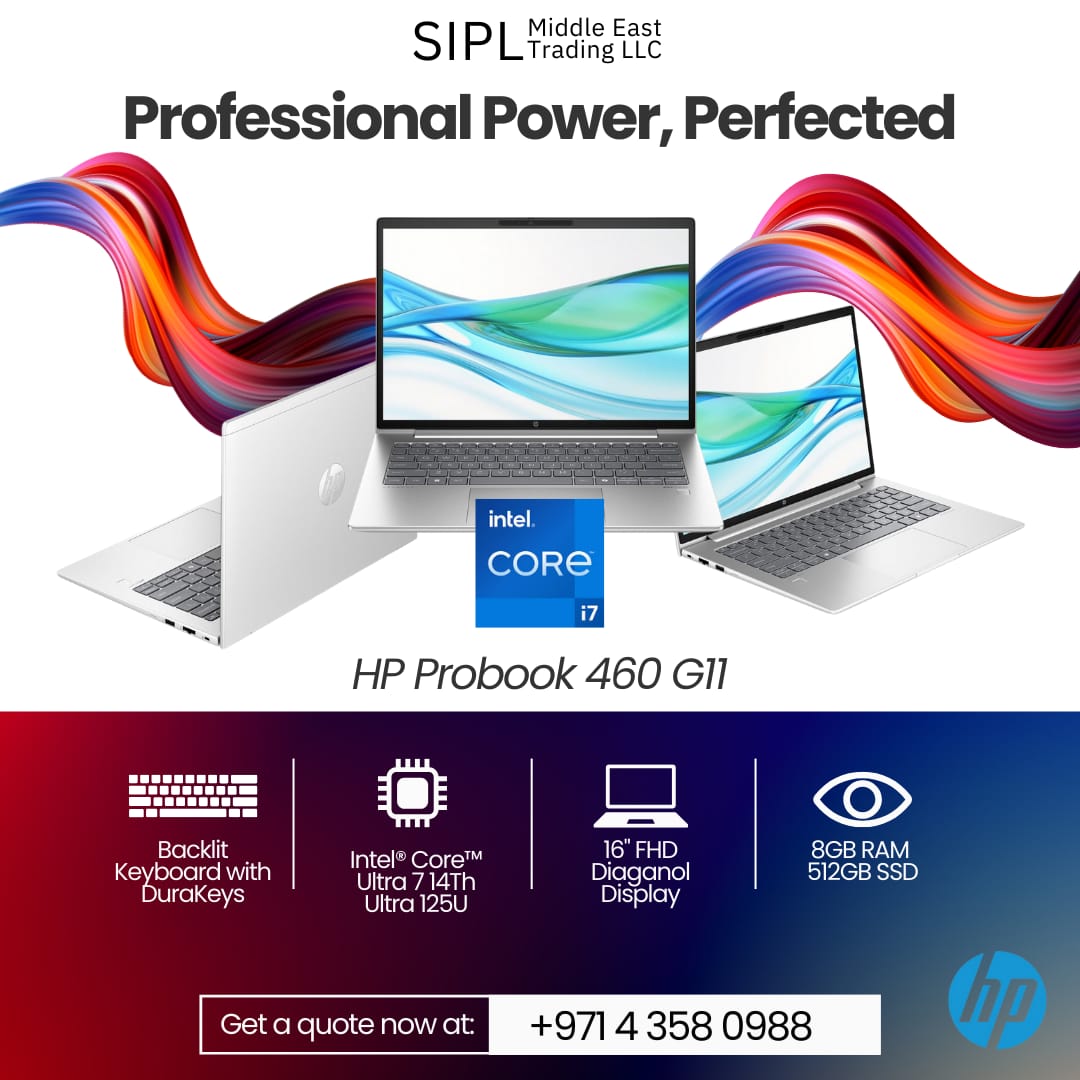 SIPL Middle East
Trading LLC
Professional Power, Perfected
hp
intel.
CORE™
i7
HP Probook 460 G11
Backlit
Keyboard with
DuraKeys
Intel® Core™
Ultra 7 14Th
Ultra 125U
16" FHD
Diaganol
Display
8GB RAM
512GB SSD
hp
Get a quote now at: +971 4 358 0988